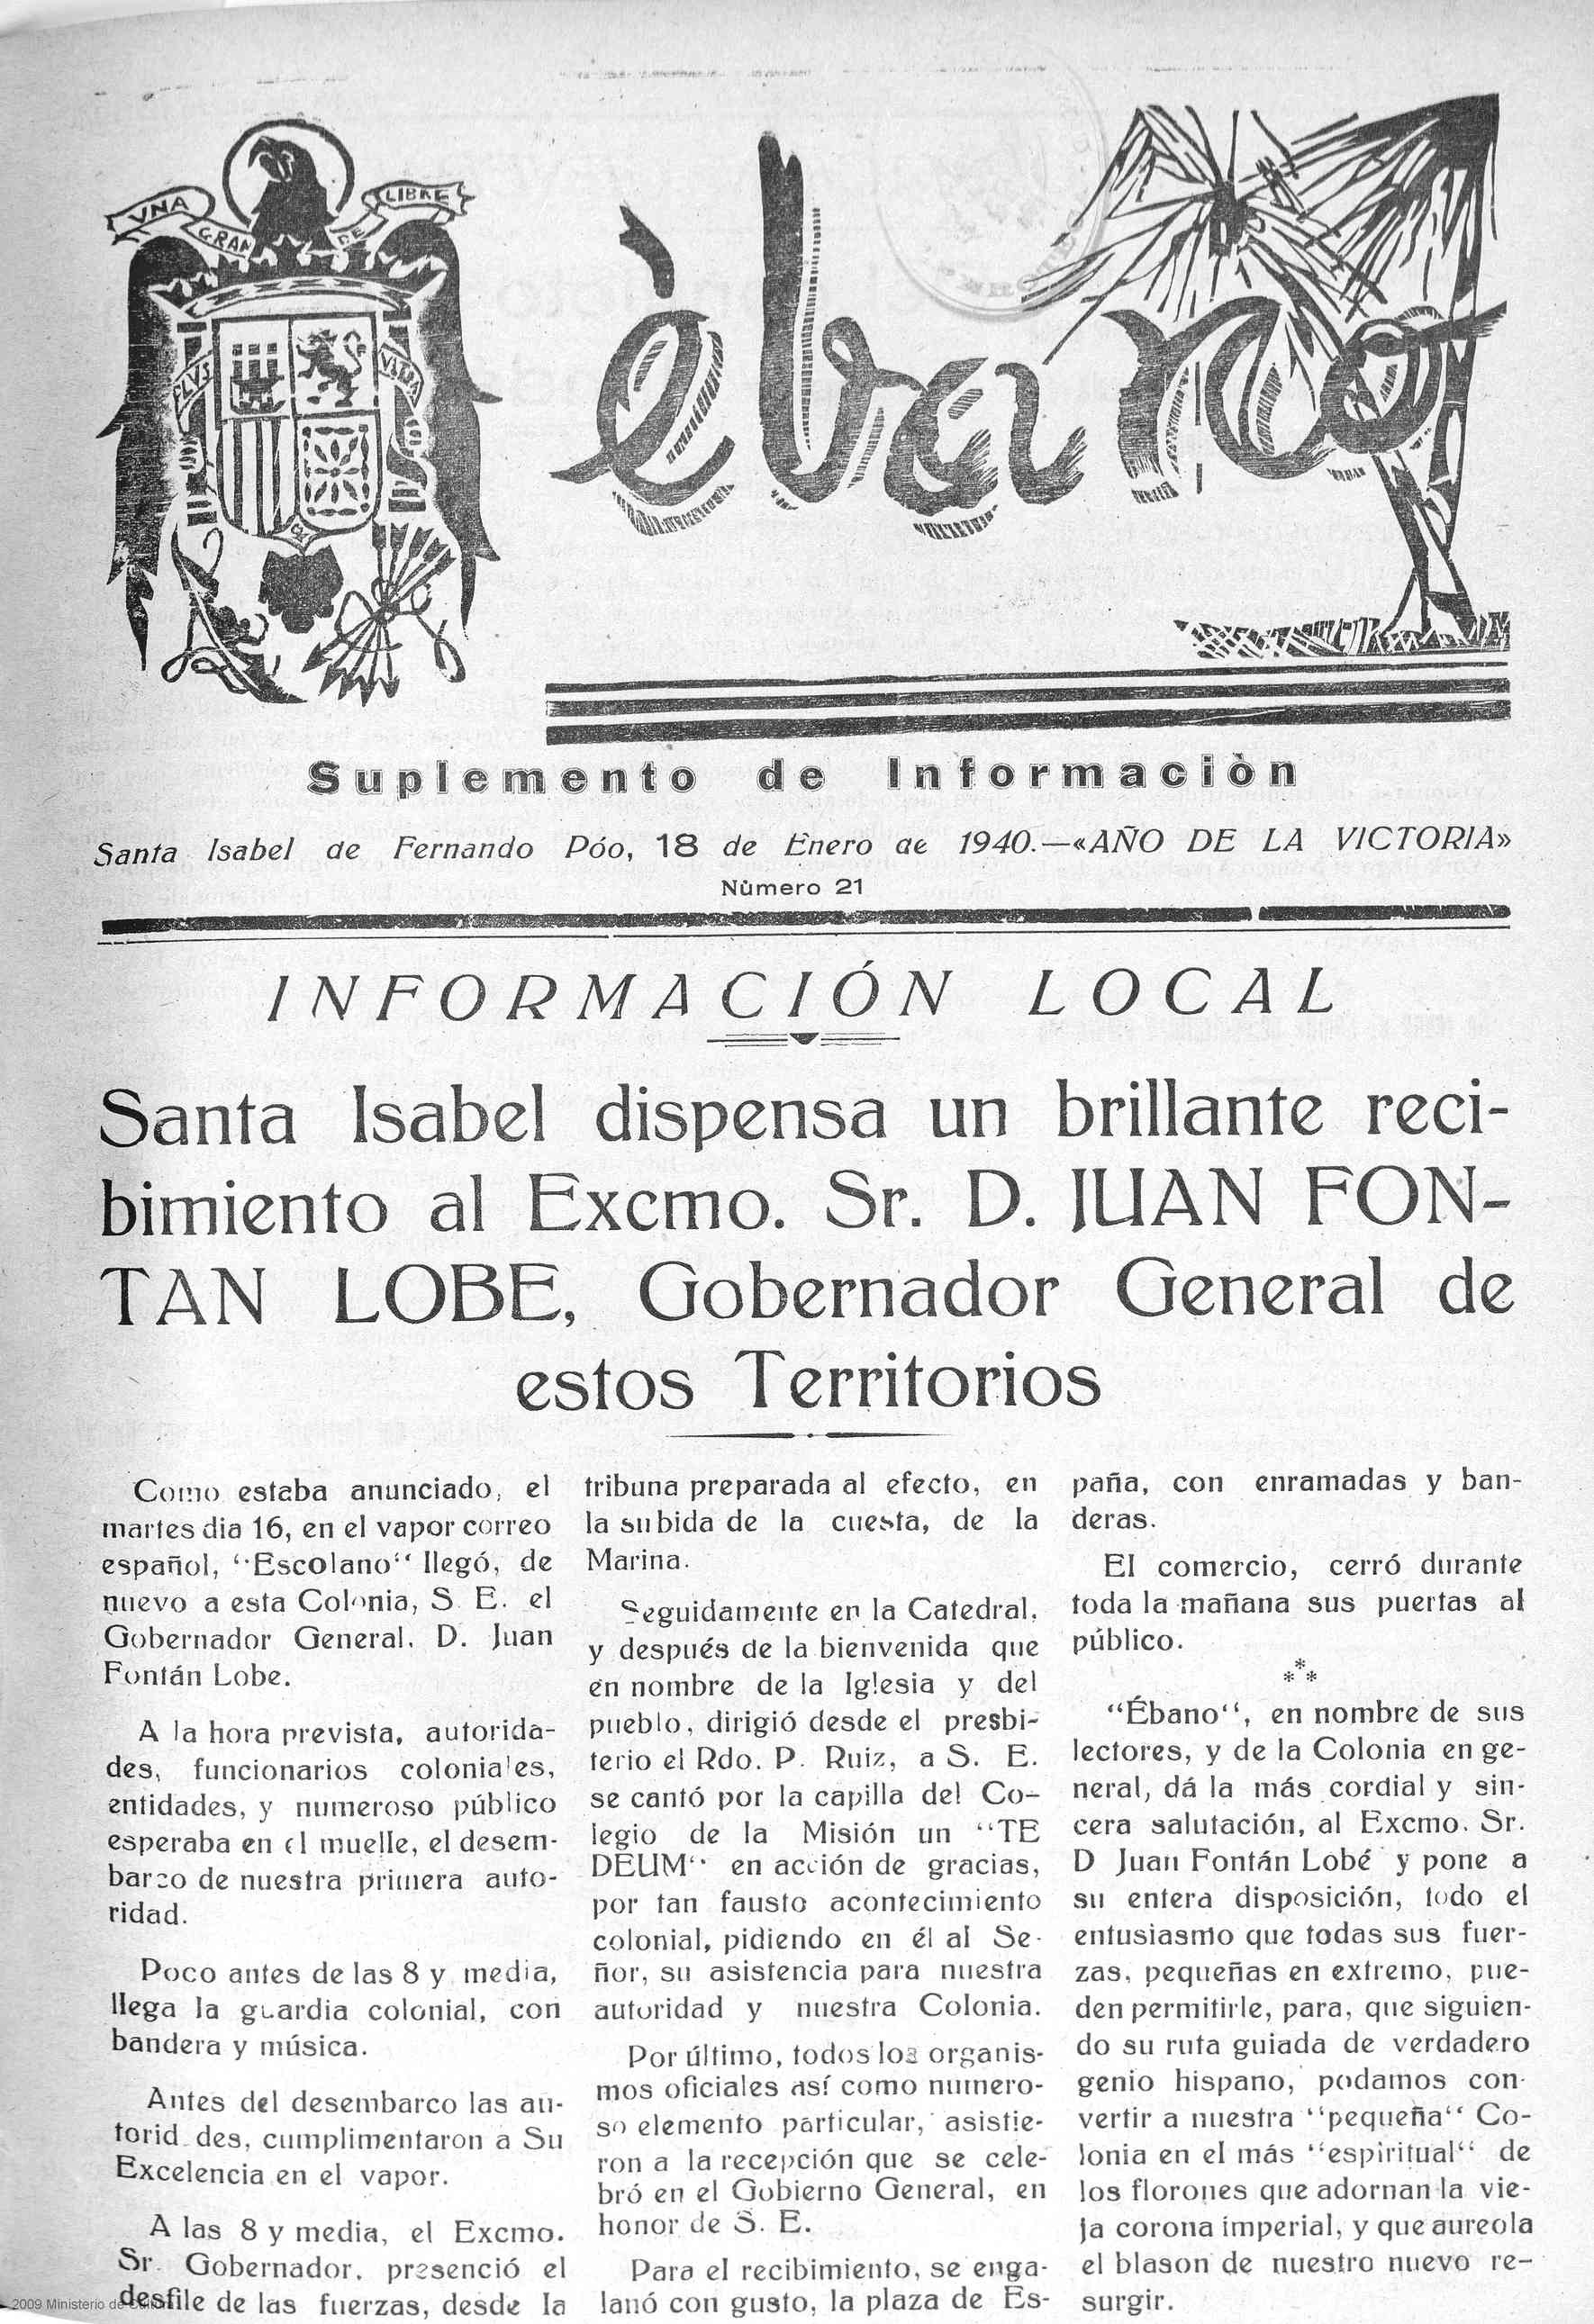 UNA
GRANDE
LIBRE
PLUS
ULTRA
èbano
Suplemento de Informaciòn
Santa Isabel de Fernando Póo, 18 de Enero de 1940.—«AÑO DE LA VICTORIA»
Nùmero 21
INFORMACIÓN LOCAL
Santa Isabel dispensa un brillante reci-
bimiento al Excmo. Sr. D. JUAN FON-
TAN LOBE, Gobernador General de
estos Territorios
Como estaba anunciado, el
martes dia 16, en el vapor correo
español, “Escolano“ llegó, de
nuevo a esta Colonia, S. E. el
Gobernador General. D. Juan
Fontán Lobe.
A la hora prevista, autorida-
des, funcionarios coloniales,
entidades, y numeroso público
esperaba en el muelle, el desem-
barco de nuestra primera auto-
ridad.
Poco antes de las 8 y media,
llega la guardia colonial, con
bandera y música.
Antes del desembarco las au-
toridades, cumplimentaron a Su
Excelencia en el vapor.
A las 8 y media, el Excmo.
Sr. Gobernador, presenció el
desfile de las fuerzas, desde la
tribuna preparada al efecto, en
la subida de la cuesta, de la
Marina.
Seguidamente en la Catedral,
y después de la bienvenida que
en nombre de la Iglesia y del
pueblo, dirigió desde el presbi-
terio el Rdo. P. Ruiz, a S. E.
se cantó por la capilla del Co-
legio de la Misión un “TE
DEUM“ en acción de gracias,
por tan fausto acontecimiento
colonial, pidiendo en él al Se-
ñor, su asistencia para nuestra
autoridad y nuestra Colonia.
Por último, todos los organis-
mos oficiales así como numero-
so elemento particular, asistie-
ron a la recepción que se cele-
bró en el Gobierno General, en
honor de S. E.
Para el recibimiento, se enga-
lanó con gusto, la plaza de Es-
paña, con enramadas y ban-
deras.
El comercio, cerró durante
toda la mañana sus puertas al
público.
***
“Ébano“, en nombre de sus
lectores, y de la Colonia en ge-
neral, dá la más cordial y sin-
cera salutación, al Excmo. Sr.
D Juan Fontán Lobé y pone a
su entera disposición, todo el
entusiasmo que todas sus fuer-
zas, pequeñas en extremo, pue-
den permitirle, para, que siguien-
do su ruta guiada de verdadero
genio hispano, podamos con-
vertir a nuestra “pequeña“ Co-
lonia en el más “espiritual“ de
los florones que adornan la vie-
ja corona imperial, y que aureola
el blason de nuestro nuevo re-
surgir.
2009 Ministerio de Cultura